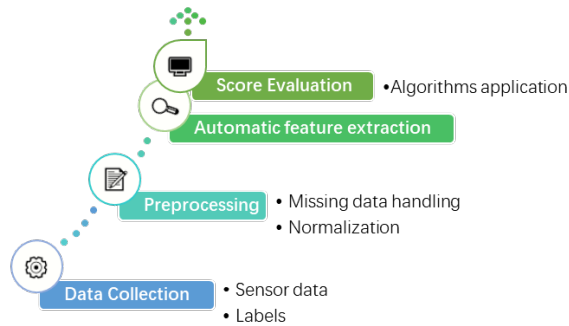 Score Evaluation
•Algorithms application
Automatic feature extraction
Preprocessing
• Missing data handling
• Normalization
Data Collection
• Sensor data
• Labels